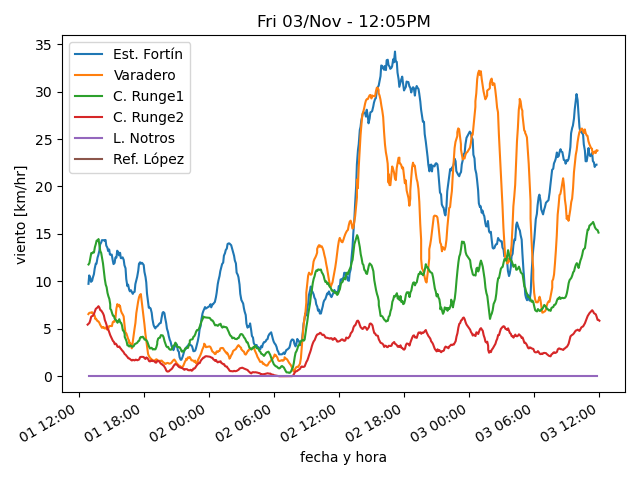 Fri 03/Nov - 12:05PM
35
30
25
20
15
10
5
0
viento [km/hr]
Est. Fortín
Varadero
C. Runge1
C. Runge2
L. Notros
Ref. López
01 12:00
01 18:00
02 00:00
02 06:00
02 12:00
02 18:00
03 00:00
03 06:00
03 12:00
fecha y hora